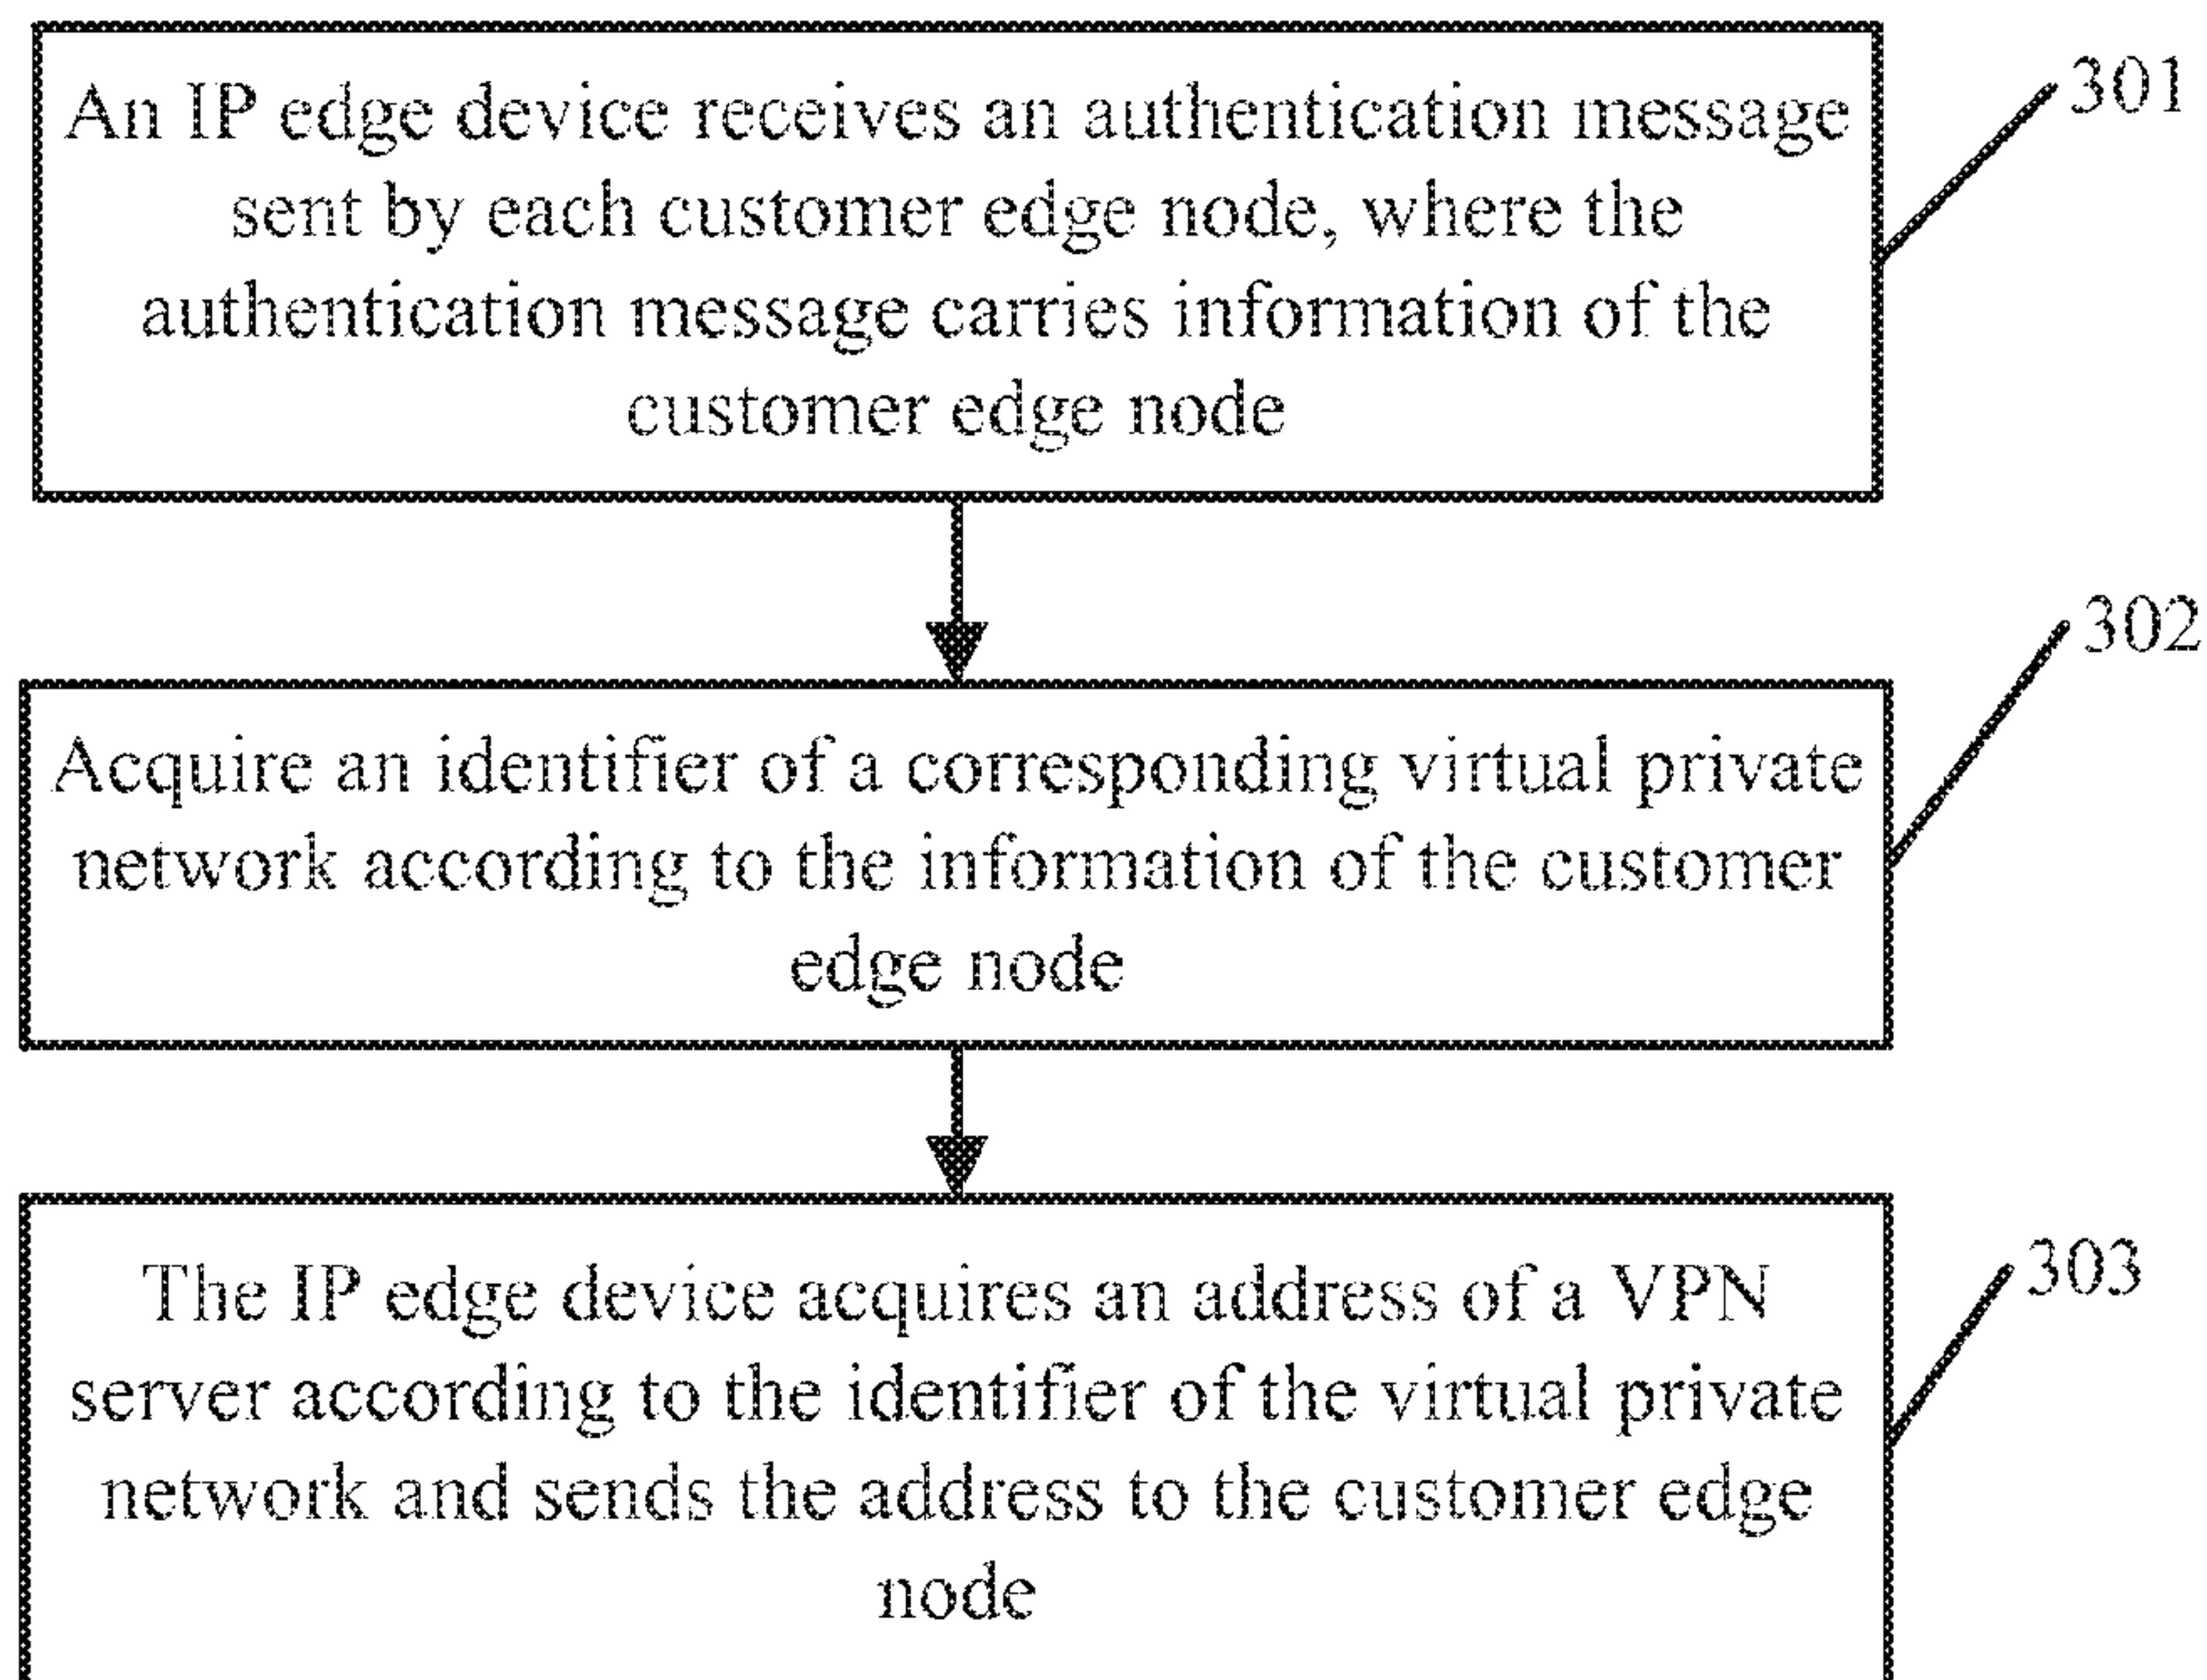 An IP edge device receives an authentication message
sent by each customer edge node, where the
authentication message carries information of the
customer edge node
301
Acquire an identifier of a corresponding virtual private
network according to the information of the customer
edge node
302
The IP edge device acquires an address of a VPN
server according to the identifier of the virtual private
network and sends the address to the customer edge
node
303